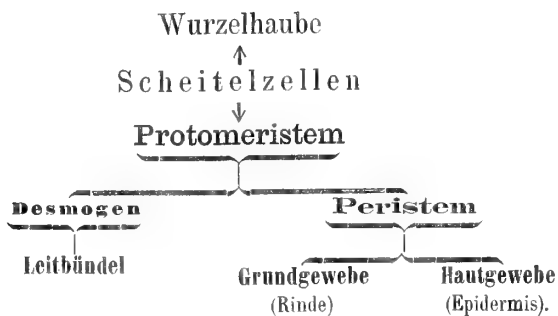 Wurzelhaube
Scheitelzellen
Protomeristem
Desmogen Peristem
Leitbündel
Grundgewebe Hautgewebe
(Rinde) (Epidermis).